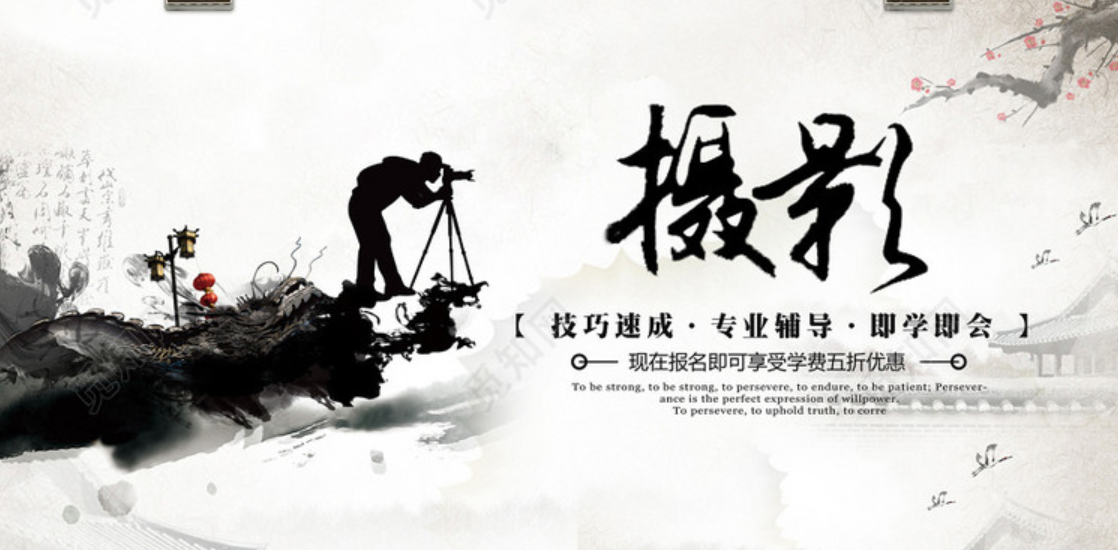 摄影
【 技巧速成·专业辅导·即学即会 】
现在报名即可享受学费五折优惠
To be strong, to be strong, to persevere, to endure, to be patient; Persever-
ance is the perfect expression of willpower.
To persevere, to uphold truth, to corre